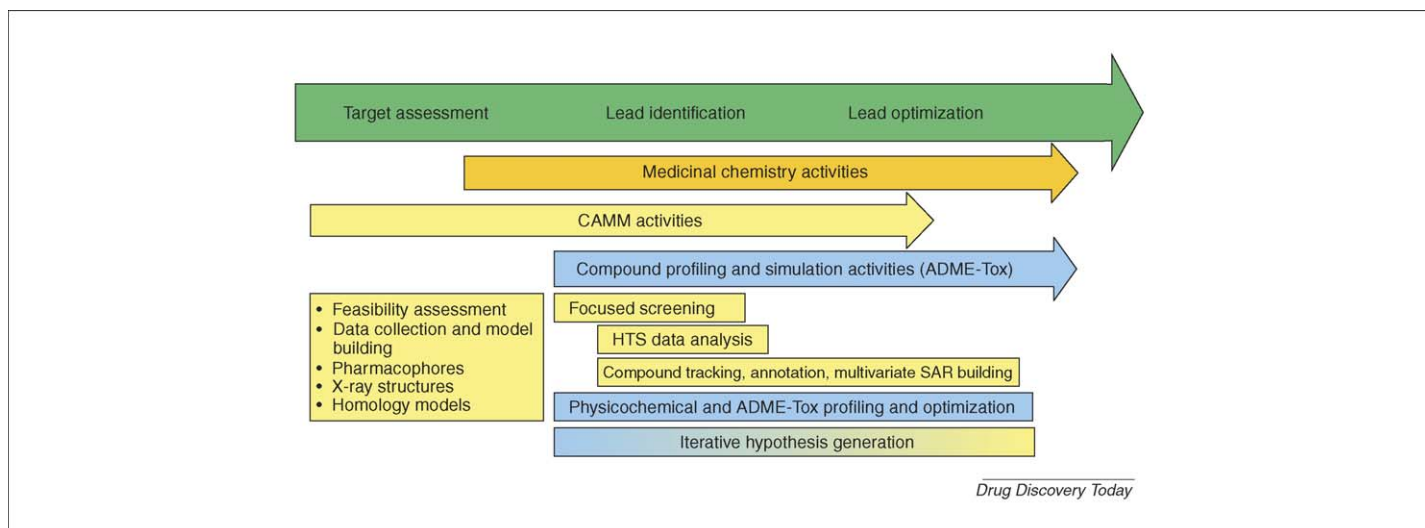 Target assessment Lead identification Lead optimization
Medicinal chemistry activities
CAMM activities
Compound profiling and simulation activities (ADME-Tox)
• Feasibility assessment
• Data collection and model
building
• Pharmacophores
• X-ray structures
• Homology models
Focused screening
HTS data analysis
Compound tracking, annotation, multivariate SAR building
Physicochemical and ADME-Tox profiling and optimization
Iterative hypothesis generation
Drug Discovery Today